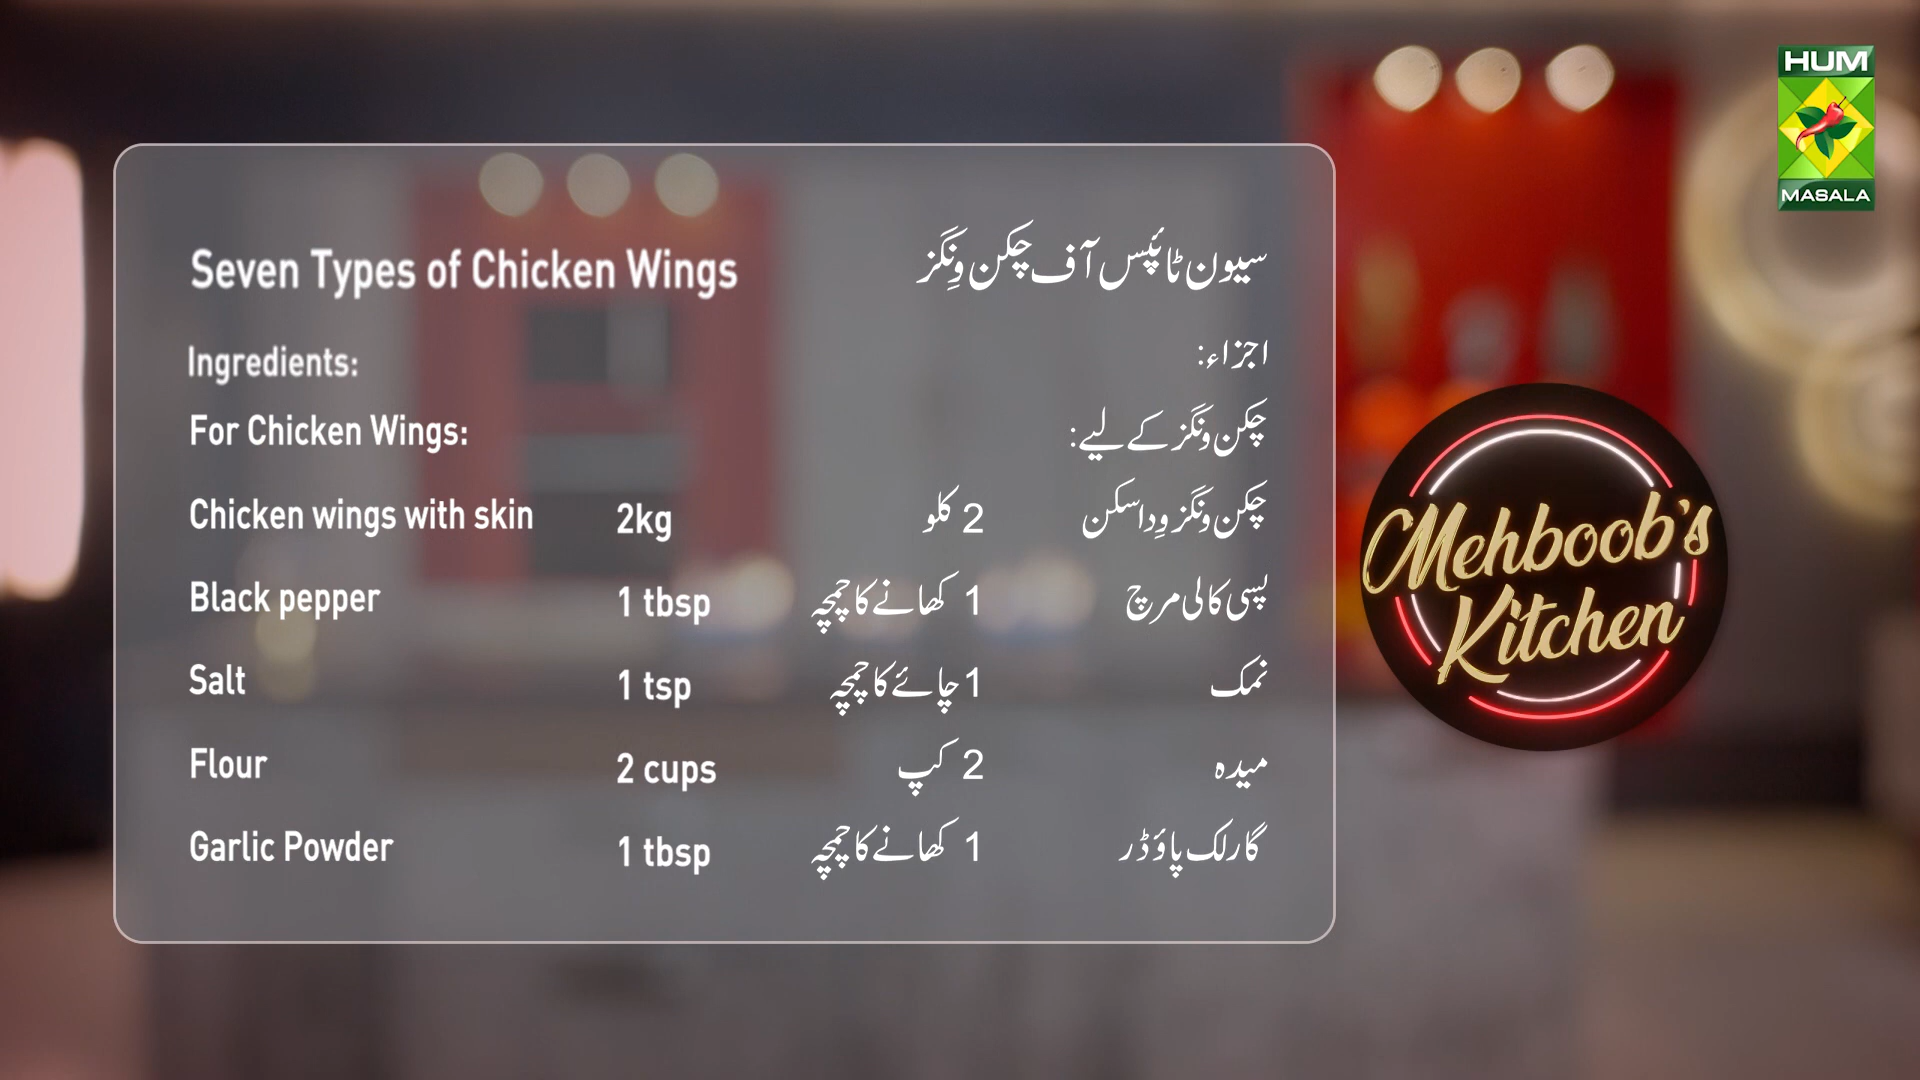 HUM
MASALA
Seven Types of Chicken Wings سیون ٹائپس آف چکن وِنگز
Ingredients: اجزاء:
For Chicken Wings: چکن ونگز کے لیے:
Chicken wings with skin 2kg 2 کلو چکن ونگز وِداسکن
Black pepper 1 tbsp 1 کھانے کا چمچہ پسی کالی مرچ
Salt 1 tsp 1 چائے کا چمچہ نمک
Flour 2 cups 2 کپ میدہ
Garlic Powder 1 tbsp 1 کھانے کا چمچہ گارلک پاؤڈر
Mehboob's
Kitchen